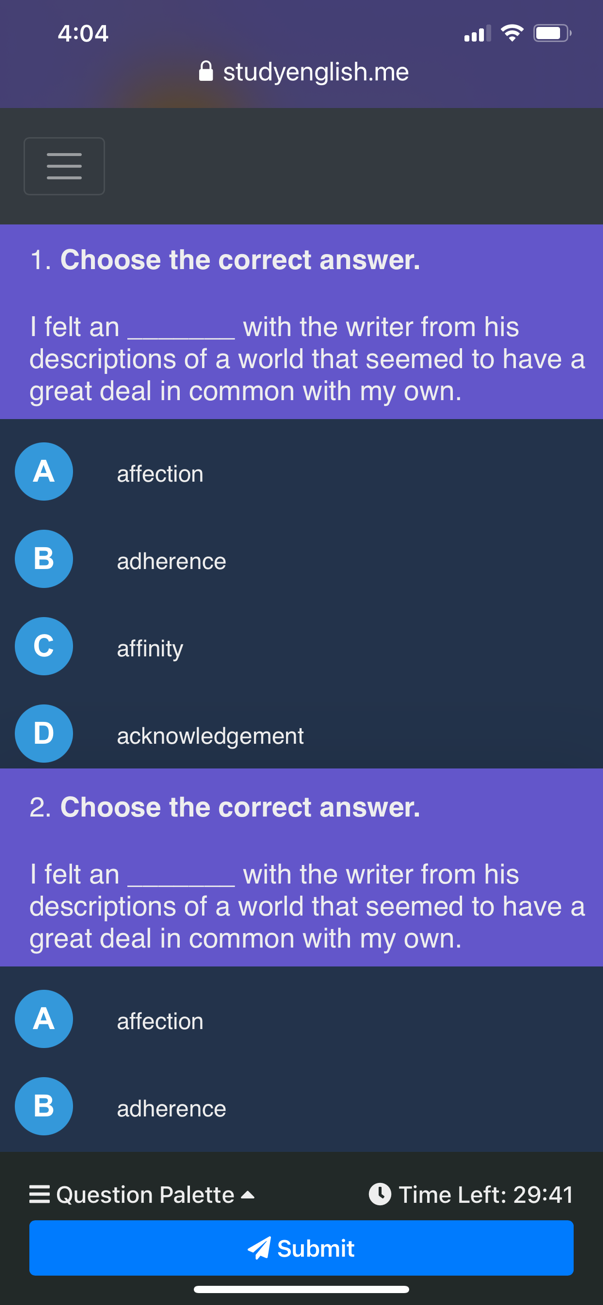 4:04
studyenglish.me
1. Choose the correct answer.
I felt an _______ with the writer from his
descriptions of a world that seemed to have a
great deal in common with my own.
A affection
B adherence
C affinity
D acknowledgement
2. Choose the correct answer.
I felt an _______ with the writer from his
descriptions of a world that seemed to have a
great deal in common with my own.
A affection
B adherence
Question Palette Time Left: 29:41
Submit